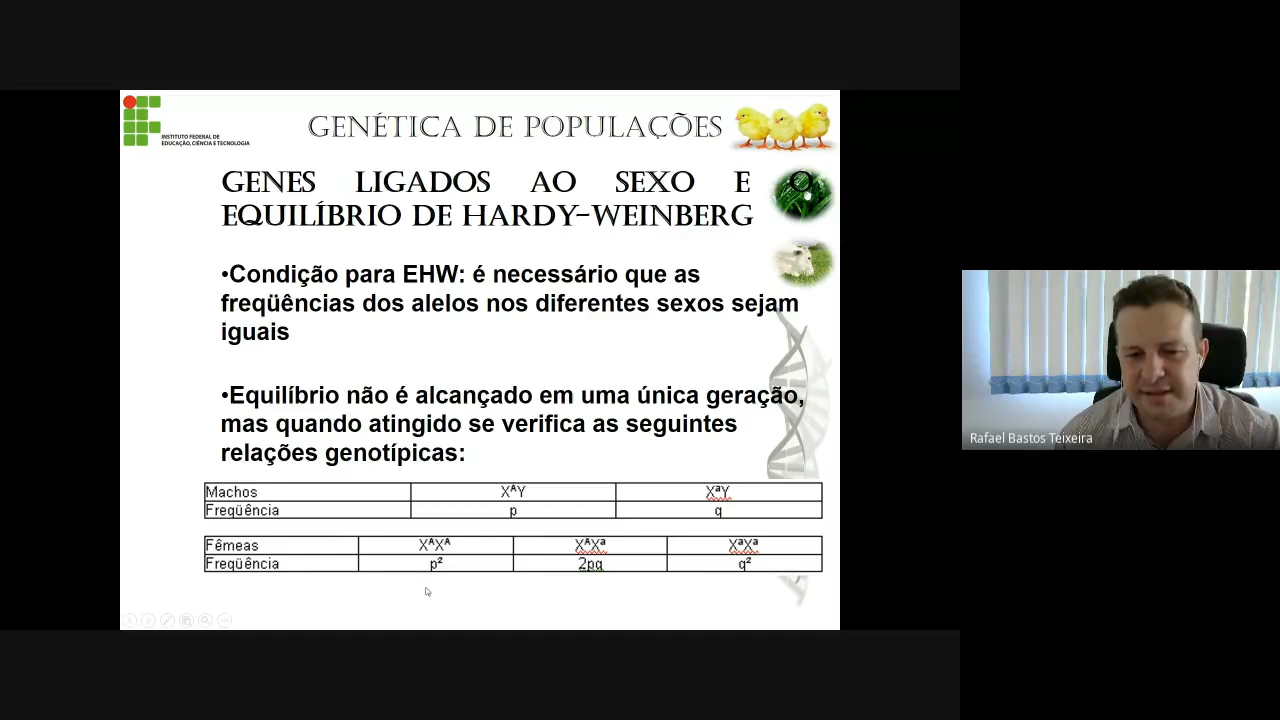 INSTITUTO FEDERAL DE
EDUCAÇÃO, CIÊNCIA E TECNOLOGIA
GENÉTICA DE POPULAÇÕES
GENES LIGADOS AO SEXO E O
EQUILÍBRIO DE HARDY-WEINBERG
•Condição para EHW: é necessário que as
freqüências dos alelos nos diferentes sexos sejam
iguais
•Equilíbrio não é alcançado em uma única geração,
mas quando atingido se verifica as seguintes
relações genotípicas:
Machos XᴬY XᵃY
Freqüência p q
Fêmeas XᴬXᴬ XᴬXᵃ XᵃXᵃ
Freqüência p² 2pq q²
Rafael Bastos Teixeira